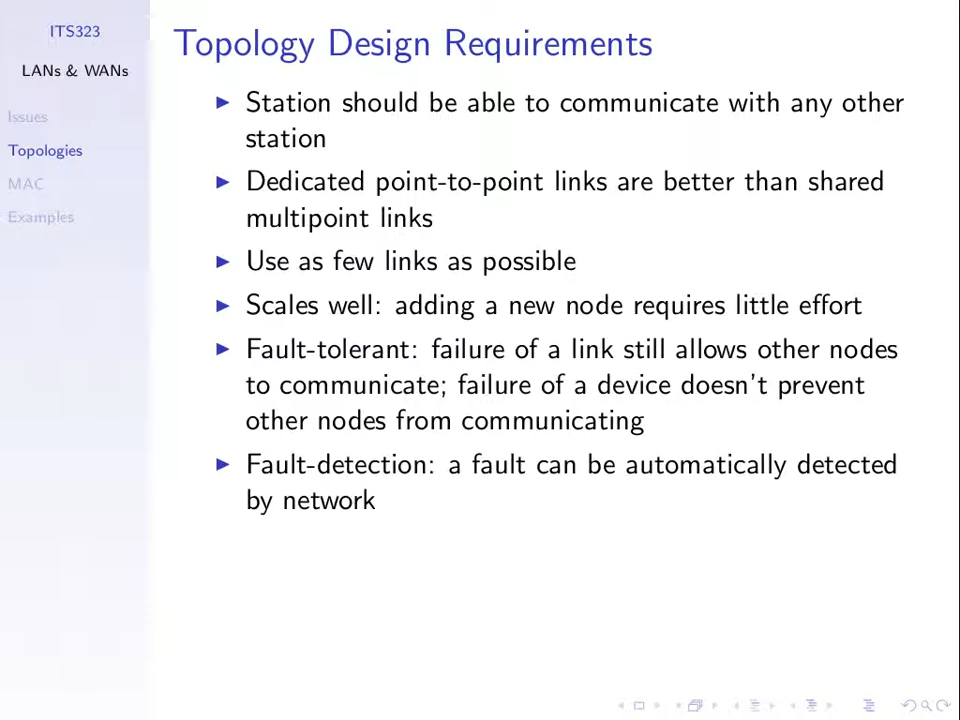 ITS323
LANs & WANs
Issues
Topologies
MAC
Examples
Topology Design Requirements
Station should be able to communicate with any other
station
Dedicated point-to-point links are better than shared
multipoint links
Use as few links as possible
Scales well: adding a new node requires little effort
Fault-tolerant: failure of a link still allows other nodes
to communicate; failure of a device doesn't prevent
other nodes from communicating
Fault-detection: a fault can be automatically detected
by network